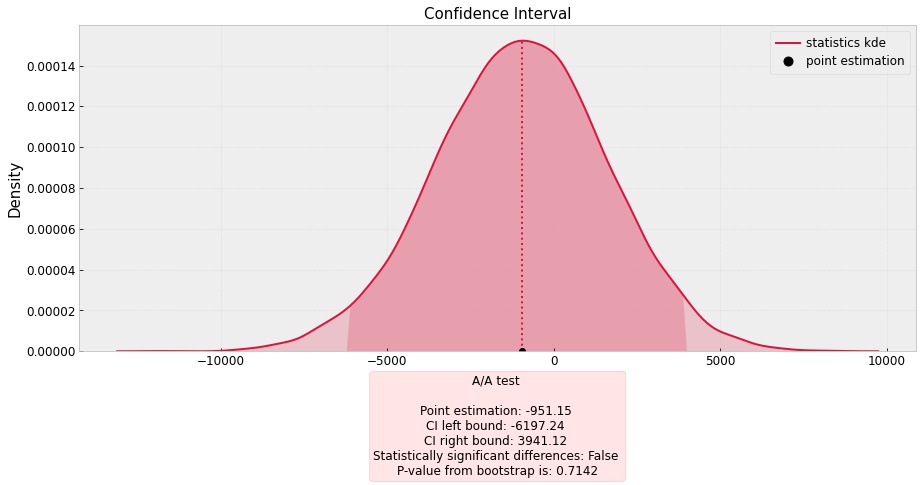 Confidence Interval
statistics kde
point estimation
Density
0.00014
0.00012
0.00010
0.00008
0.00006
0.00004
0.00002
0.00000
−10000
−5000
0
5000
10000
A/A test
Point estimation: -951.15
CI left bound: -6197.24
CI right bound: 3941.12
Statistically significant differences: False
P-value from bootstrap is: 0.7142